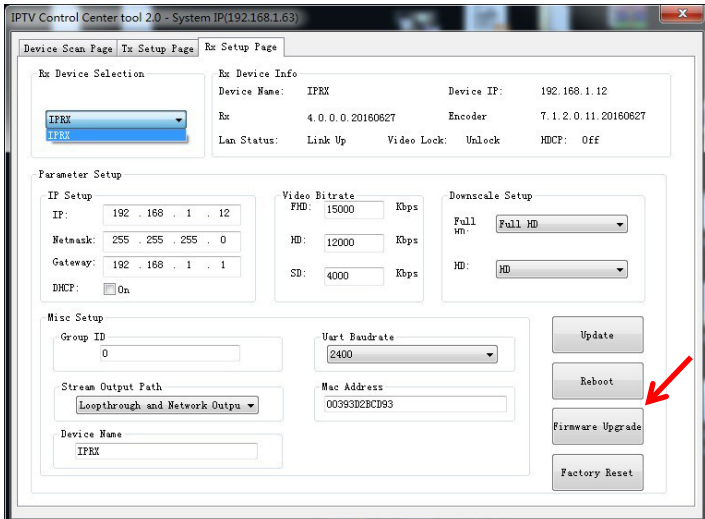 IPTV Control Center tool 2.0 - System IP(192.168.1.63)
Device Scan Page Tx Setup Page Rx Setup Page
Rx Device Selection
IPRX
IPRX
Rx Device Info
Device Name: IPRX Device IP: 192.168.1.12
Rx 4.0.0.0.20160627 Encoder 7.1.2.0.11.20160627
Lan Status: Link Up Video Lock: Unlock HDCP: Off
Parameter Setup
IP Setup
IP: 192 . 168 . 1 . 12
Netmask: 255 . 255 . 255 . 0
Gateway: 192 . 168 . 1 . 1
DHCP: On
Video Bitrate
FHD: 15000 Kbps
HD: 12000 Kbps
SD: 4000 Kbps
Downscale Setup
Full HD: Full HD
HD: HD
Misc Setup
Group ID
0
Uart Baudrate
2400
Stream Output Path
Loopthrough and Network Outpu
Mac Address
00393D2BCD93
Device Name
IPRX
Update
Reboot
Firmware Upgrade
Factory Reset